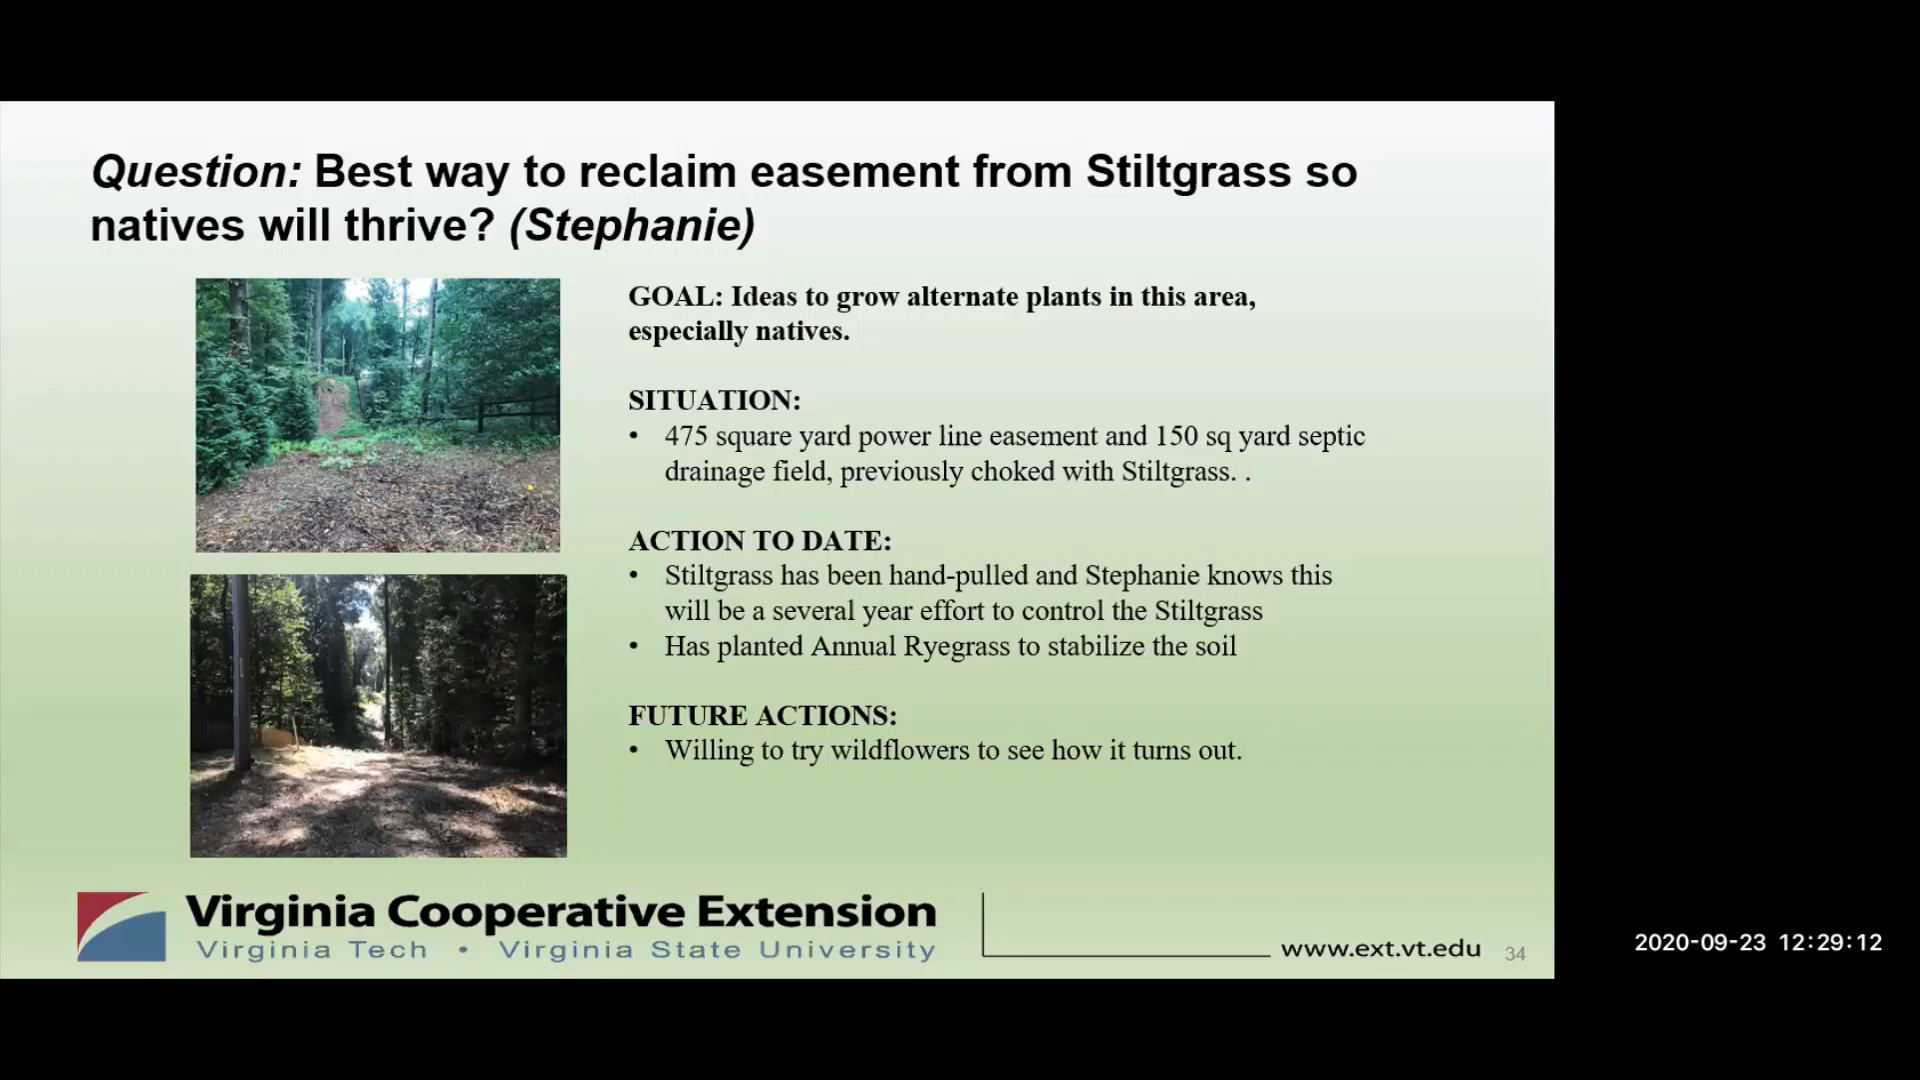 Question: Best way to reclaim easement from Stiltgrass so
natives will thrive? (Stephanie)
GOAL: Ideas to grow alternate plants in this area,
especially natives.
SITUATION:
• 475 square yard power line easement and 150 sq yard septic
drainage field, previously choked with Stiltgrass. .
ACTION TO DATE:
• Stiltgrass has been hand-pulled and Stephanie knows this
will be a several year effort to control the Stiltgrass
• Has planted Annual Ryegrass to stabilize the soil
FUTURE ACTIONS:
• Willing to try wildflowers to see how it turns out.
Virginia Cooperative Extension
Virginia Tech • Virginia State University
www.ext.vt.edu
34
2020-09-23 12:29:12